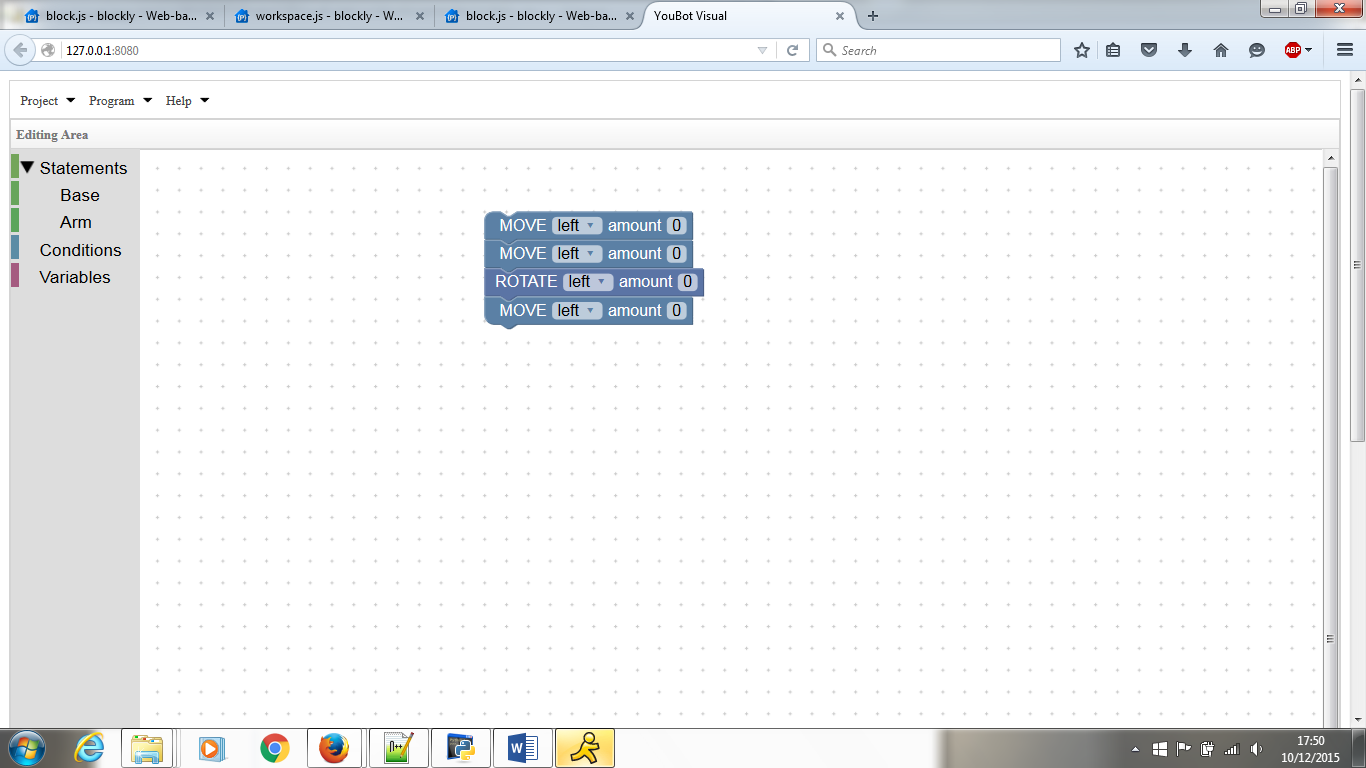 block.js - blockly - Web-ba...
workspace.js - blockly - W...
block.js - blockly - Web-ba...
YouBot Visual
127.0.0.1:8080
Search
ABP
Project Program Help
Editing Area
Statements
Base
Arm
Conditions
Variables
MOVE left amount 0
MOVE left amount 0
ROTATE left amount 0
MOVE left amount 0
17:50
10/12/2015